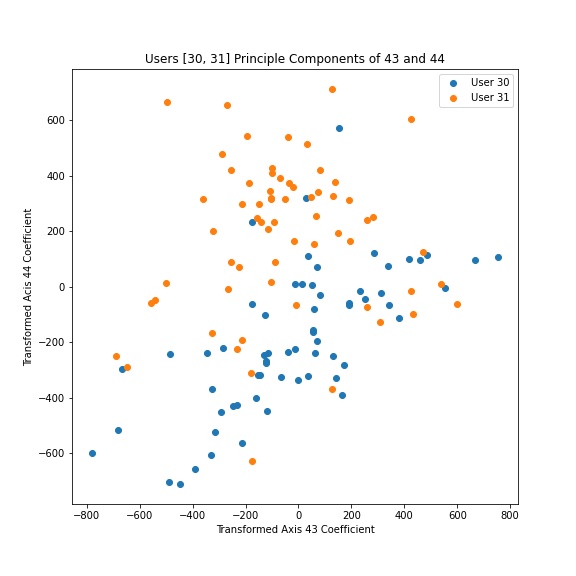 Users [30, 31] Principle Components of 43 and 44
User 30
User 31
Transformed Acis 44 Coefficient
600
400
200
0
−200
−400
−600
−800 −600 −400 −200 0 200 400 600 800
Transformed Axis 43 Coefficient